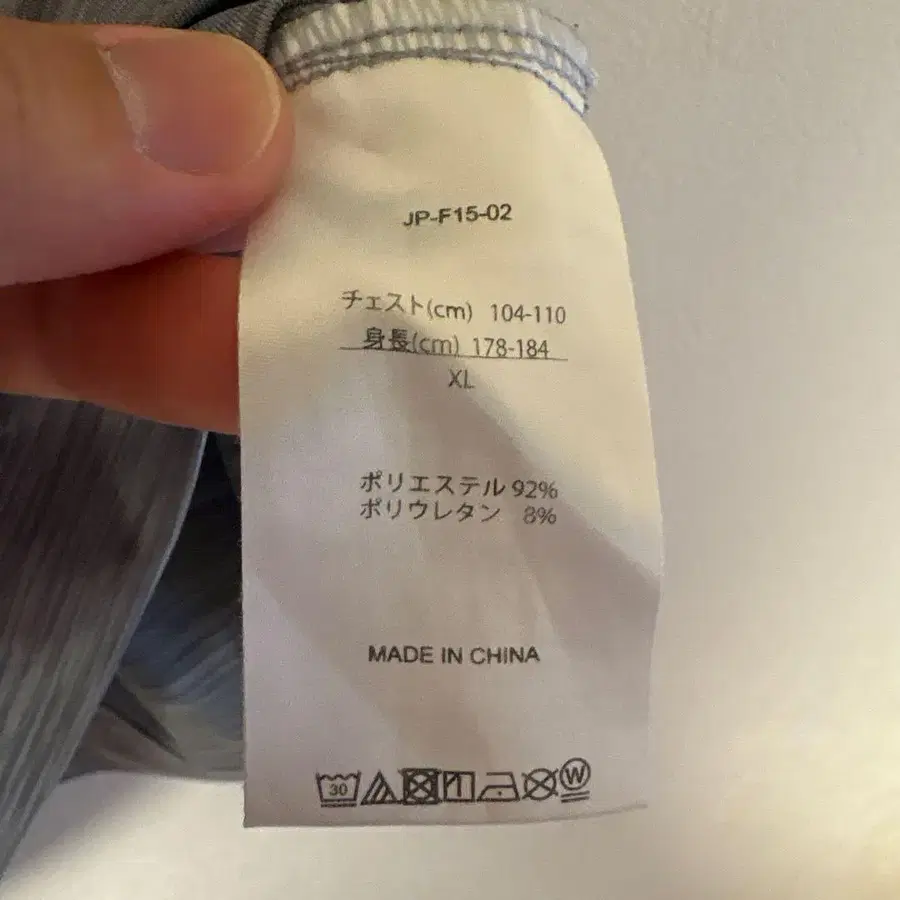 JP-F15-02
チェスト(cm) 104-110
身長(cm) 178-184
XL
ポリエステル 92%
ポリウレタン 8%
MADE IN CHINA
30 W